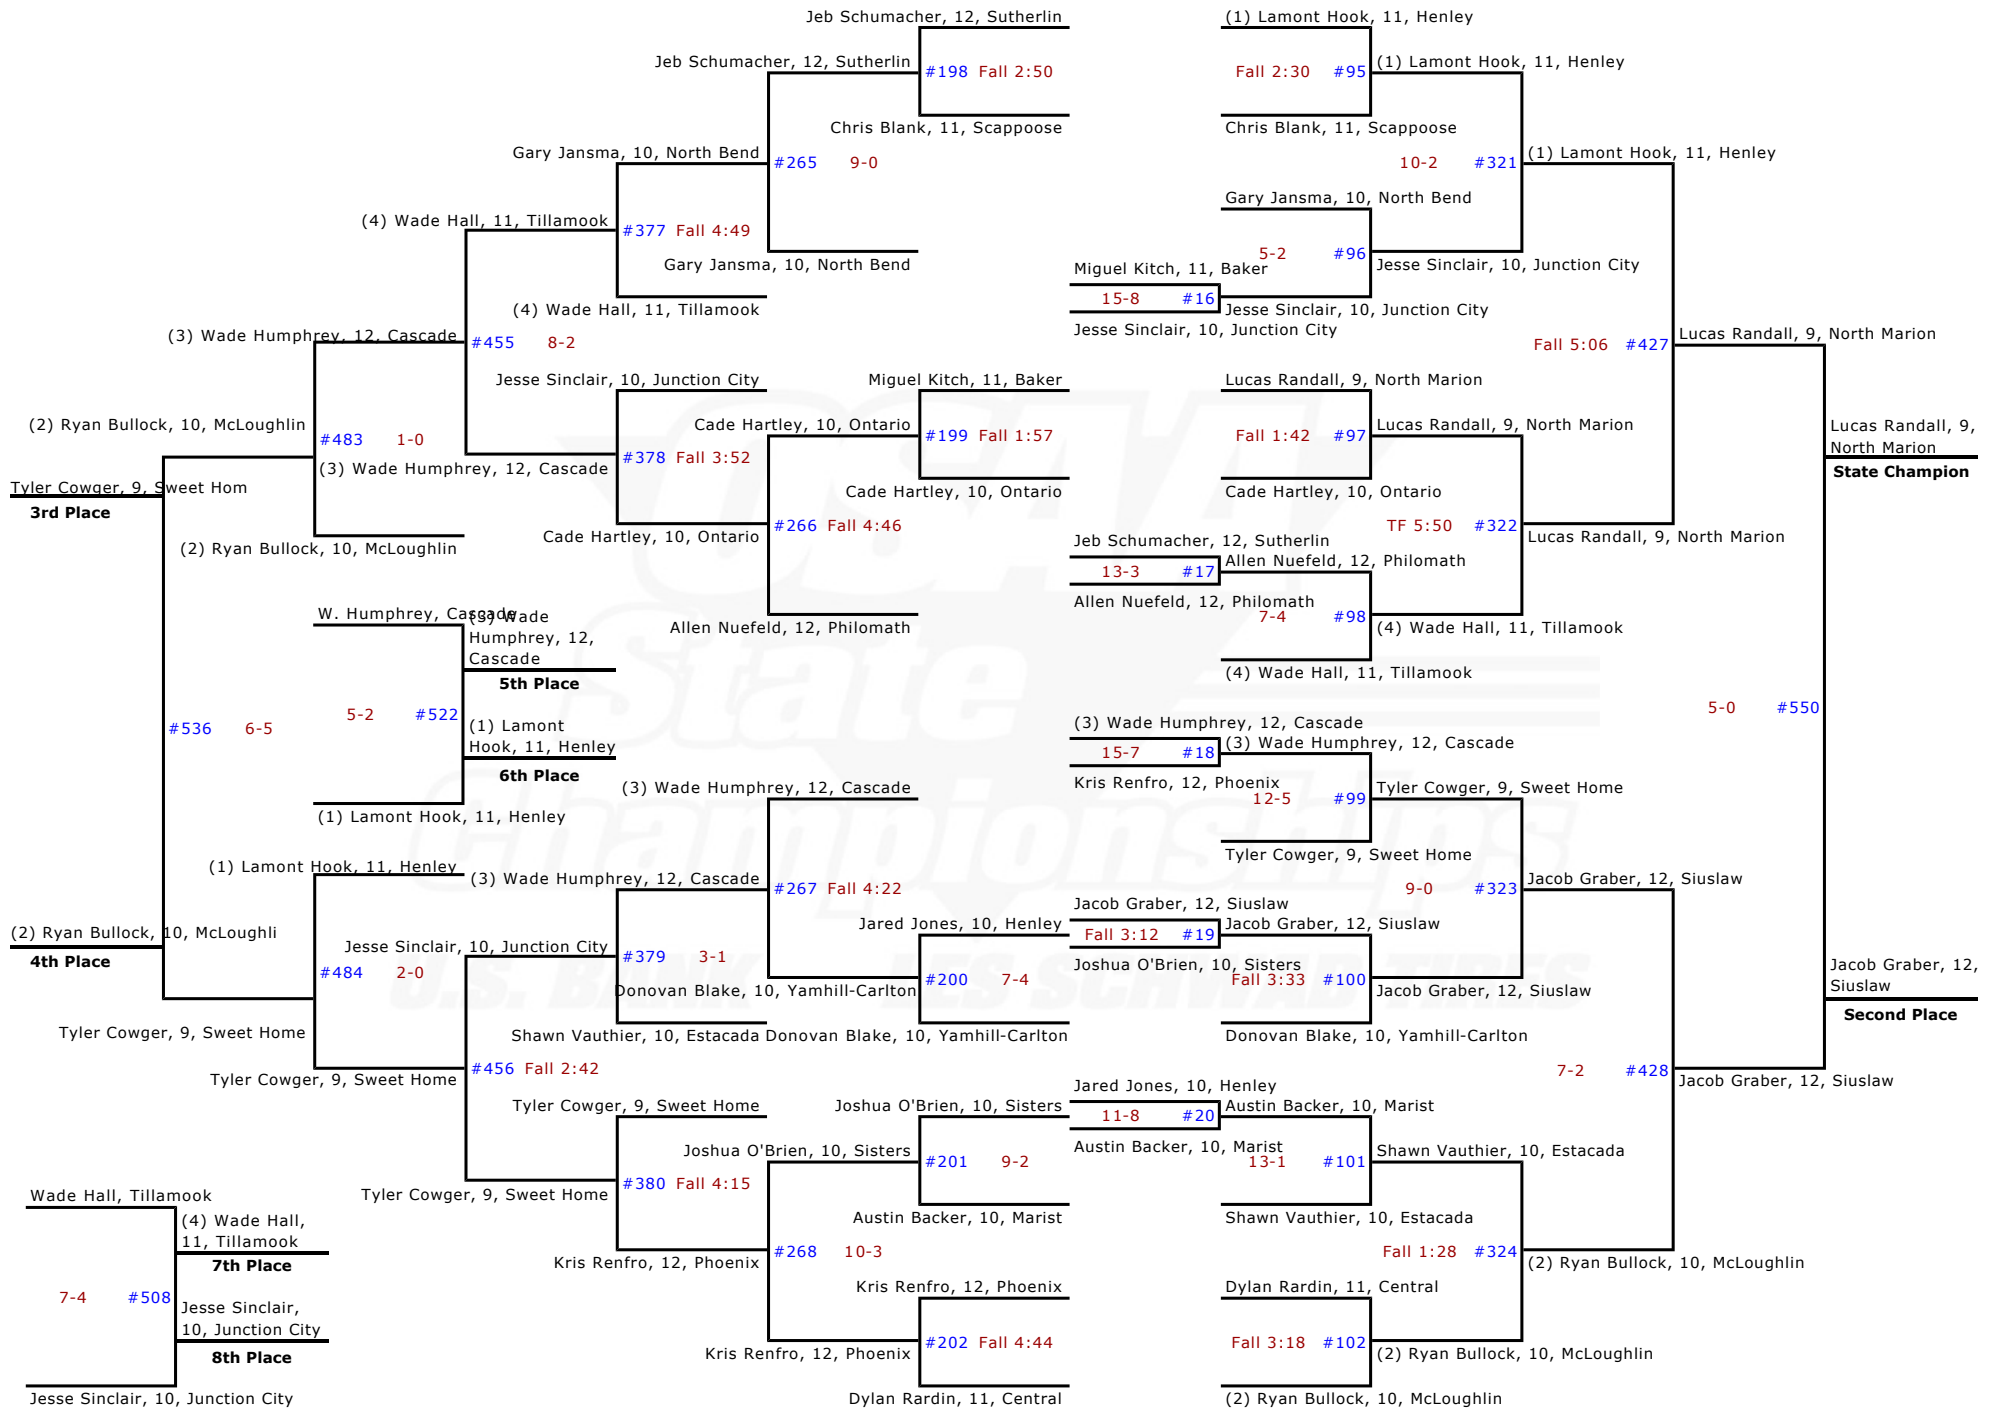 Jeb Schumacher, 12, Sutherlin
(1) Lamont Hook, 11, Henley
Jeb Schumacher, 12, Sutherlin
#198 Fall 2:50
Fall 2:30 #95
(1) Lamont Hook, 11, Henley
Chris Blank, 11, Scappoose
Chris Blank, 11, Scappoose
Gary Jansma, 10, North Bend
#265 9-0
10-2 #321
(1) Lamont Hook, 11, Henley
Gary Jansma, 10, North Bend
(4) Wade Hall, 11, Tillamook
#377 Fall 4:49
5-2 #96
Gary Jansma, 10, North Bend
Miguel Kitch, 11, Baker
Jesse Sinclair, 10, Junction City
15-8 #16
(4) Wade Hall, 11, Tillamook
Jesse Sinclair, 10, Junction City
Jesse Sinclair, 10, Junction City
(3) Wade Humphrey, 12, Cascade
#455 8-2
Fall 5:06 #427
Lucas Randall, 9, North Marion
Jesse Sinclair, 10, Junction City
Miguel Kitch, 11, Baker
Lucas Randall, 9, North Marion
(2) Ryan Bullock, 10, McLoughlin
#483 1-0
Cade Hartley, 10, Ontario
#199 Fall 1:57
Fall 1:42 #97
Lucas Randall, 9, North Marion
Lucas Randall, 9,
North Marion
State Champion
(3) Wade Humphrey, 12, Cascade
#378 Fall 3:52
Tyler Cowger, 9, Sweet Hom
3rd Place
Cade Hartley, 10, Ontario
Cade Hartley, 10, Ontario
#266 Fall 4:46
TF 5:50 #322
Cade Hartley, 10, Ontario
Lucas Randall, 9, North Marion
(2) Ryan Bullock, 10, McLoughlin
Jeb Schumacher, 12, Sutherlin
13-3 #17
Allen Nuefeld, 12, Philomath
Allen Nuefeld, 12, Philomath
7-4 #98
W. Humphrey, Cascade
(3) Wade
Humphrey, 12,
Cascade
5th Place
Allen Nuefeld, 12, Philomath
(4) Wade Hall, 11, Tillamook
(4) Wade Hall, 11, Tillamook
OSAA
State
Championships
U.S. BANK LES SCHWAB TIRES
#536 6-5
5-2 #522
(1) Lamont
Hook, 11, Henley
6th Place
5-0 #550
(3) Wade Humphrey, 12, Cascade
15-7 #18
(3) Wade Humphrey, 12, Cascade
Kris Renfro, 12, Phoenix
12-5 #99
(3) Wade Humphrey, 12, Cascade
Tyler Cowger, 9, Sweet Home
(1) Lamont Hook, 11, Henley
Tyler Cowger, 9, Sweet Home
(1) Lamont Hook, 11, Henley
(3) Wade Humphrey, 12, Cascade
#267 Fall 4:22
9-0 #323
Jacob Graber, 12, Siuslaw
Jacob Graber, 12, Siuslaw
Jared Jones, 10, Henley
Fall 3:12 #19
Jacob Graber, 12, Siuslaw
(2) Ryan Bullock, 10, McLoughli
4th Place
Jesse Sinclair, 10, Junction City
#379 3-1
#484 2-0
Joshua O'Brien, 10, Sisters
#200 7-4
Fall 3:33 #100
Donovan Blake, 10, Yamhill-Carlton
Jacob Graber, 12, Siuslaw
Jacob Graber, 12,
Siuslaw
Second Place
Tyler Cowger, 9, Sweet Home
Shawn Vauthier, 10, Estacada
Donovan Blake, 10, Yamhill-Carlton
Donovan Blake, 10, Yamhill-Carlton
Tyler Cowger, 9, Sweet Home
#456 Fall 2:42
7-2 #428
Jacob Graber, 12, Siuslaw
Jared Jones, 10, Henley
Tyler Cowger, 9, Sweet Home
Joshua O'Brien, 10, Sisters
11-8 #20
Austin Backer, 10, Marist
Austin Backer, 10, Marist
Joshua O'Brien, 10, Sisters
#201 9-2
13-1 #101
Shawn Vauthier, 10, Estacada
Tyler Cowger, 9, Sweet Home
#380 Fall 4:15
Wade Hall, Tillamook
(4) Wade Hall,
11, Tillamook
7th Place
Austin Backer, 10, Marist
Shawn Vauthier, 10, Estacada
Kris Renfro, 12, Phoenix
#268 10-3
Fall 1:28 #324
(2) Ryan Bullock, 10, McLoughlin
7-4 #508
Jesse Sinclair,
10, Junction City
8th Place
Kris Renfro, 12, Phoenix
Dylan Rardin, 11, Central
Kris Renfro, 12, Phoenix
#202 Fall 4:44
Fall 3:18 #102
(2) Ryan Bullock, 10, McLoughlin
Jesse Sinclair, 10, Junction City
Dylan Rardin, 11, Central
(2) Ryan Bullock, 10, McLoughlin